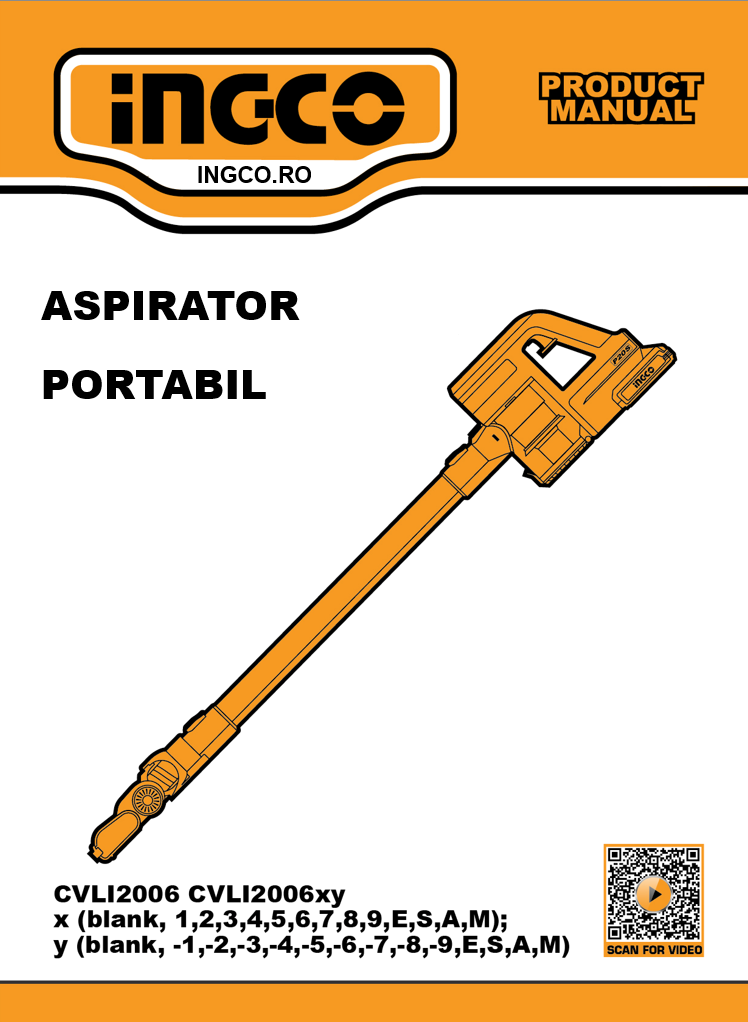 INGCO
PRODUCT
MANUAL
INGCO.RO
ASPIRATOR
PORTABIL
P20S
INGCO
CVLI2006 CVLI2006xy
x (blank, 1,2,3,4,5,6,7,8,9,E,S,A,M);
y (blank, -1,-2,-3,-4,-5,-6,-7,-8,-9,E,S,A,M)
SCAN FOR VIDEO